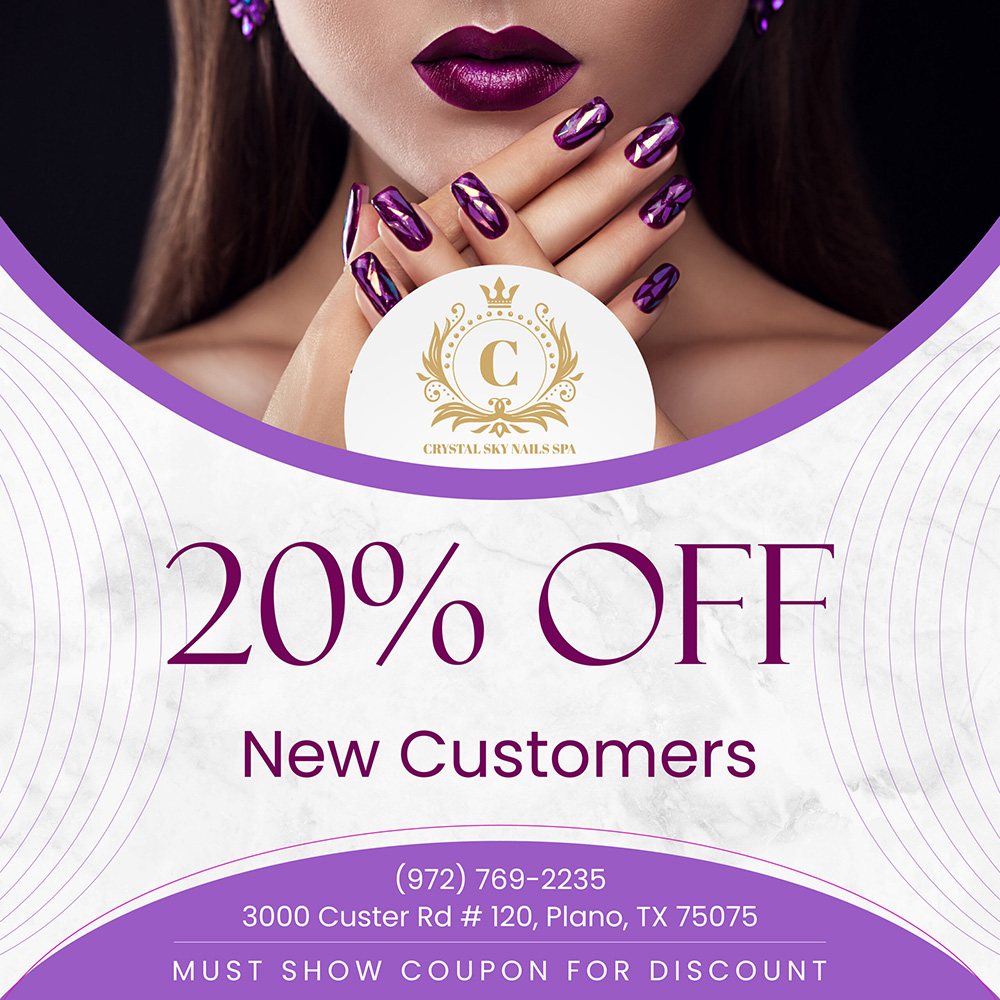 C
CRYSTAL SKY NAILS SPA
20% OFF
New Customers
(972) 769-2235
3000 Custer Rd # 120, Plano, TX 75075
MUST SHOW COUPON FOR DISCOUNT